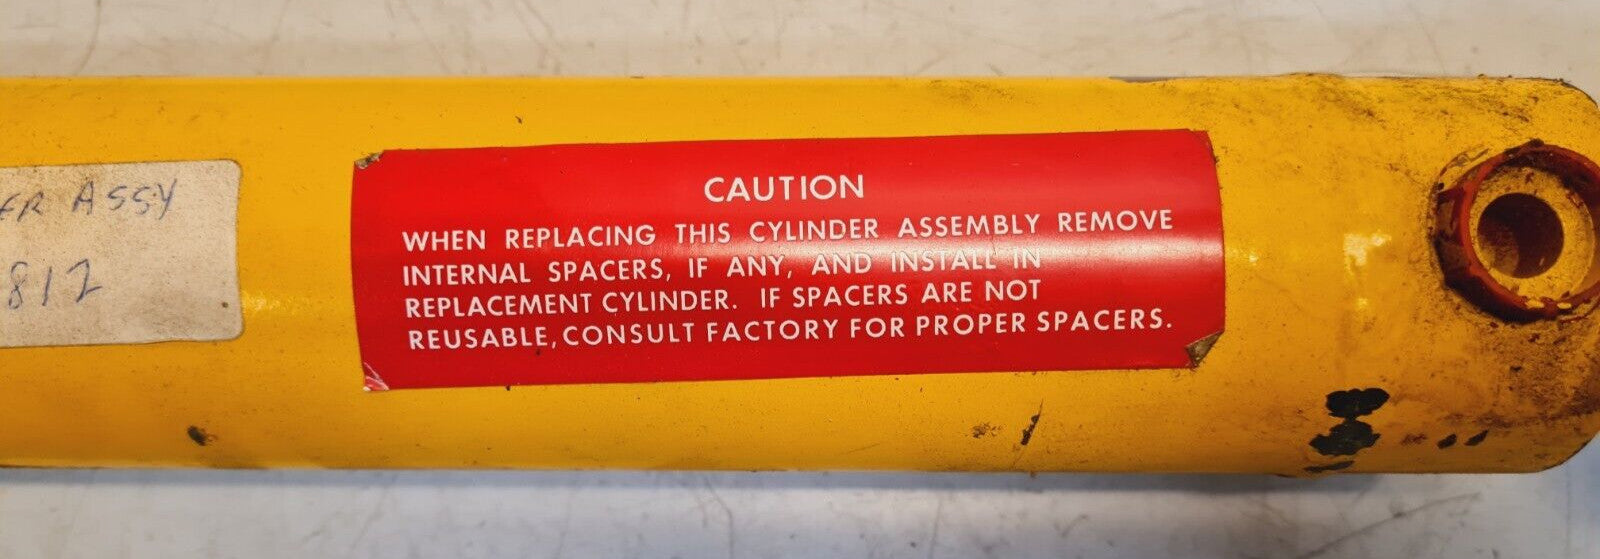 ER ASSY
812
CAUTION
WHEN REPLACING THIS CYLINDER ASSEMBLY REMOVE
INTERNAL SPACERS, IF ANY, AND INSTALL IN
REPLACEMENT CYLINDER. IF SPACERS ARE NOT
REUSABLE, CONSULT FACTORY FOR PROPER SPACERS.